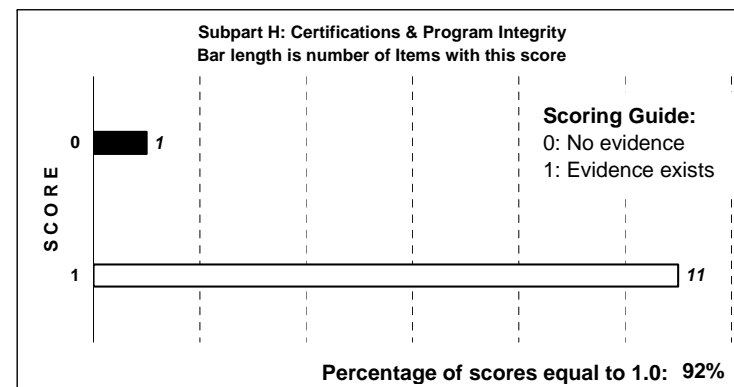 Subpart H: Certifications & Program Integrity
Bar length is number of Items with this score
Scoring Guide:
0: No evidence
1: Evidence exists
SCORE
0 1
1 11
Percentage of scores equal to 1.0: 92%